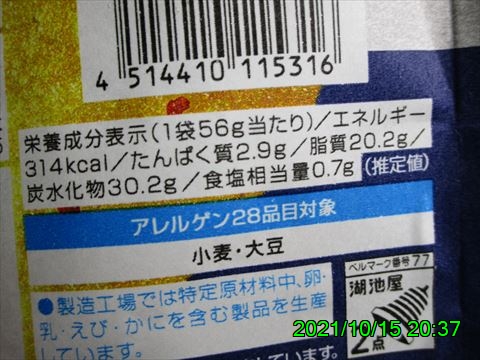 4 514410 115316
栄養成分表示(1袋56g当たり)/エネルギー
314kcal/たんぱく質2.9g/脂質20.2g/
炭水化物30.2g/食塩相当量0.7g(推定値)
アレルゲン28品目対象
小麦・大豆
●製造工場では特定原材料中、卵・
乳・えび・かにを含む製品を生産
しています。
ベルマーク番号77
湖池屋
2点
2021/10/15 20:37